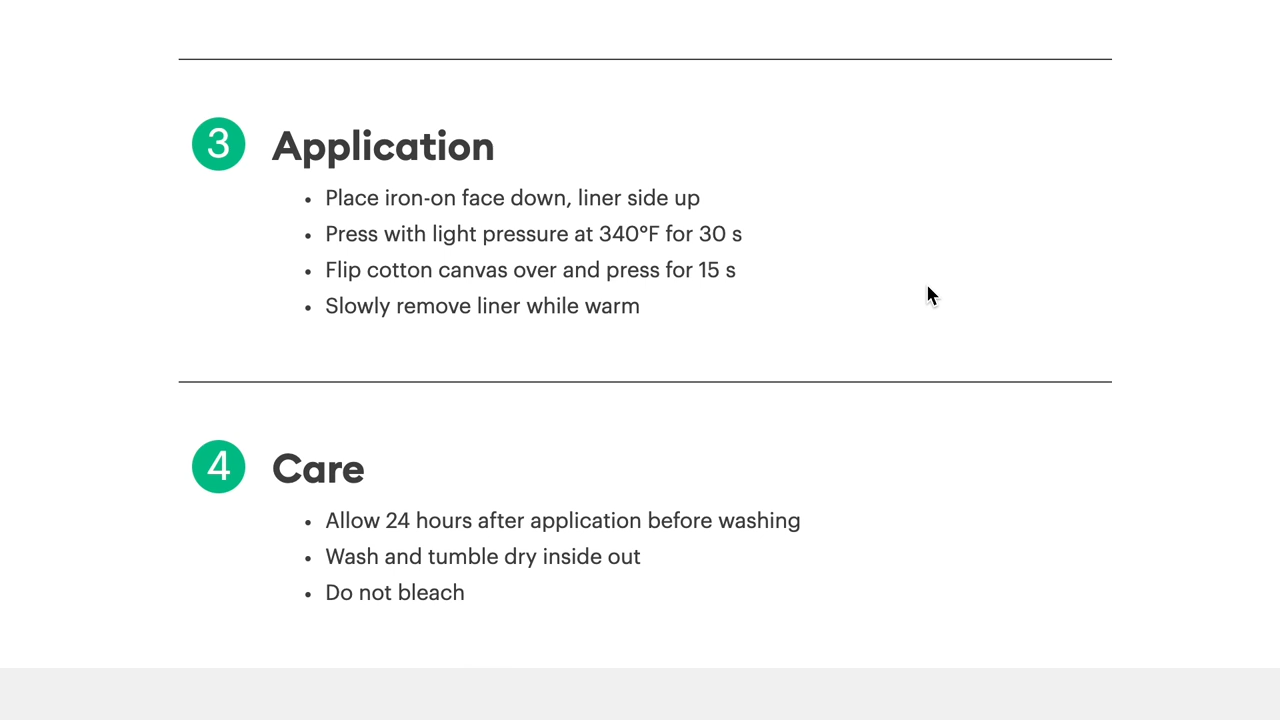 3 Application
• Place iron-on face down, liner side up
• Press with light pressure at 340°F for 30 s
• Flip cotton canvas over and press for 15 s
• Slowly remove liner while warm
4 Care
• Allow 24 hours after application before washing
• Wash and tumble dry inside out
• Do not bleach